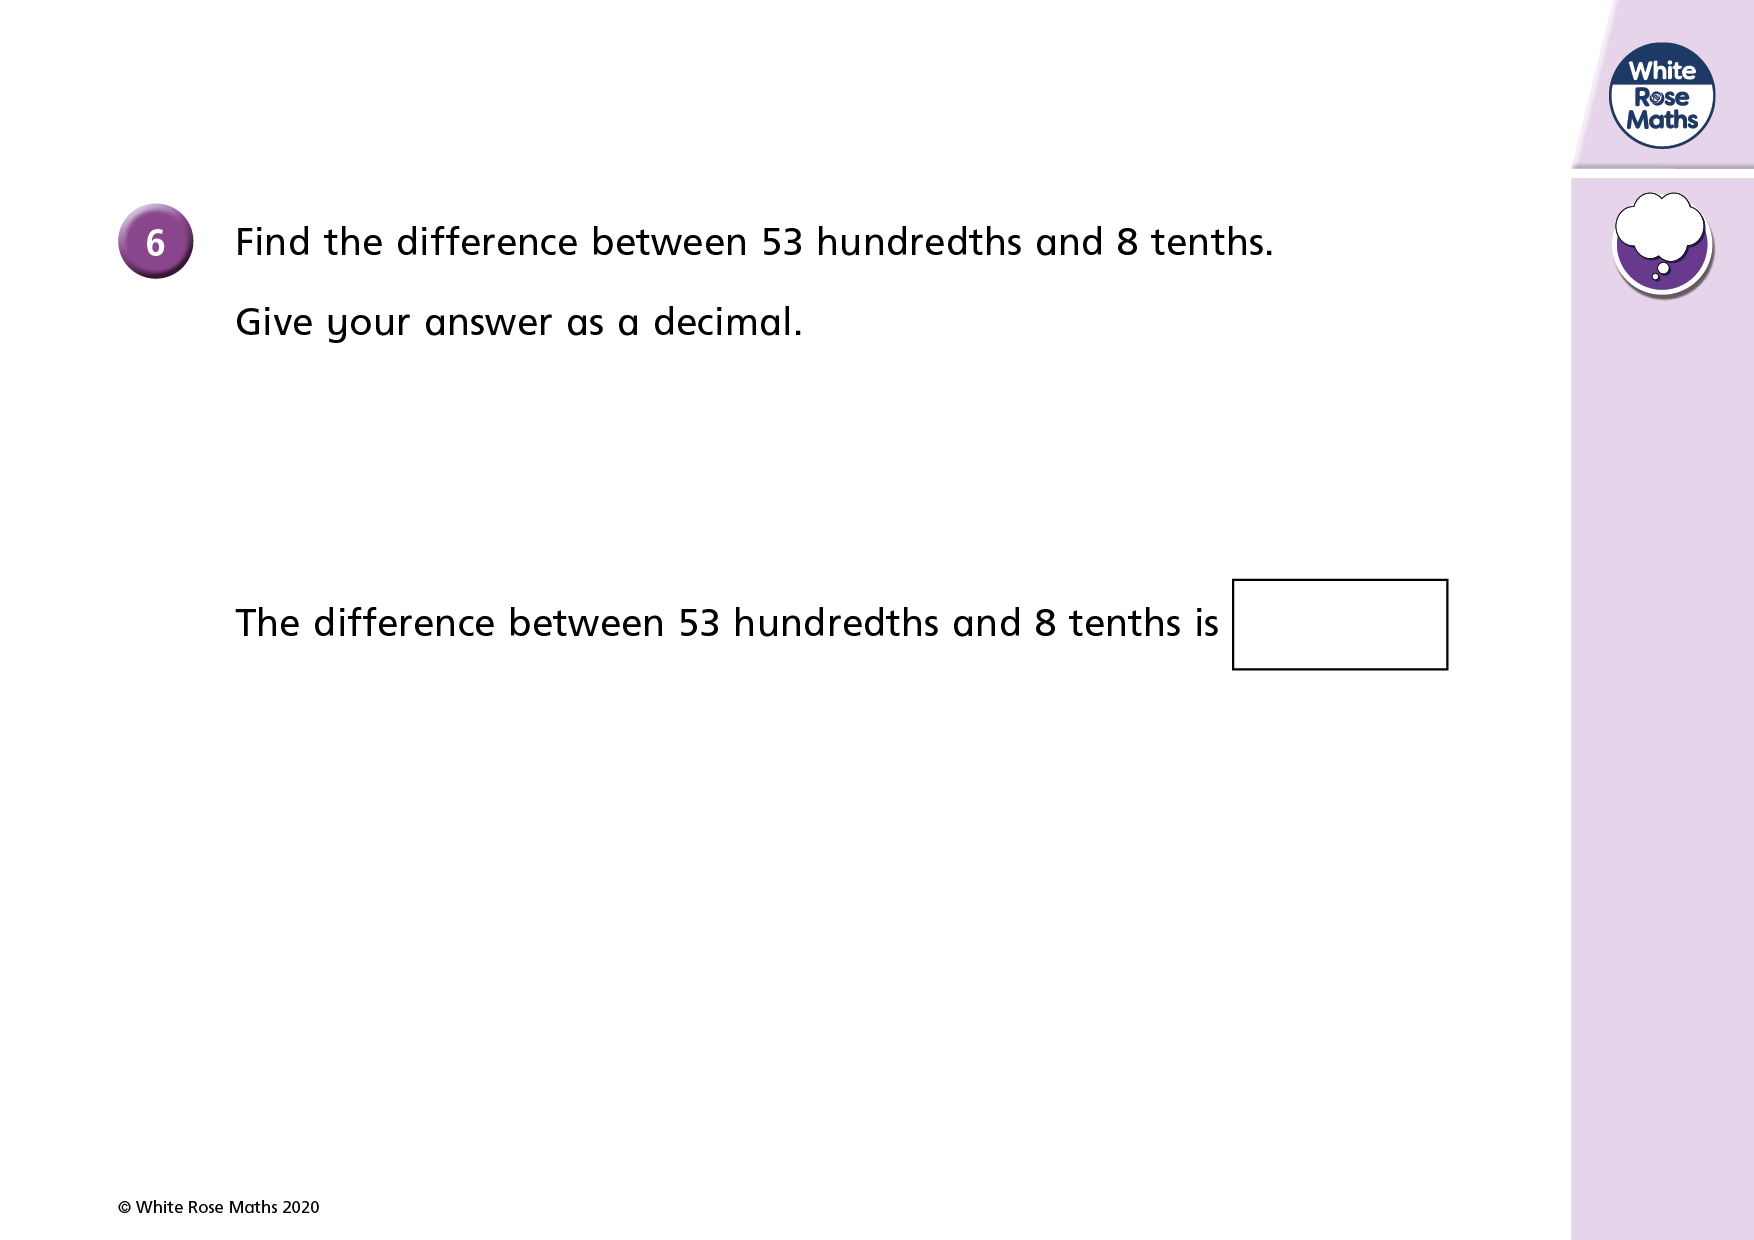 White
Rose
Maths
6 Find the difference between 53 hundredths and 8 tenths.
Give your answer as a decimal.
The difference between 53 hundredths and 8 tenths is
© White Rose Maths 2020